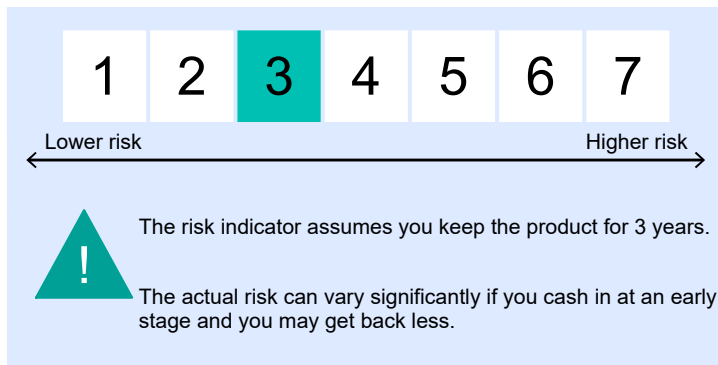 1 2 3 4 5 6 7
Lower risk Higher risk
! The risk indicator assumes you keep the product for 3 years.
The actual risk can vary significantly if you cash in at an early
stage and you may get back less.